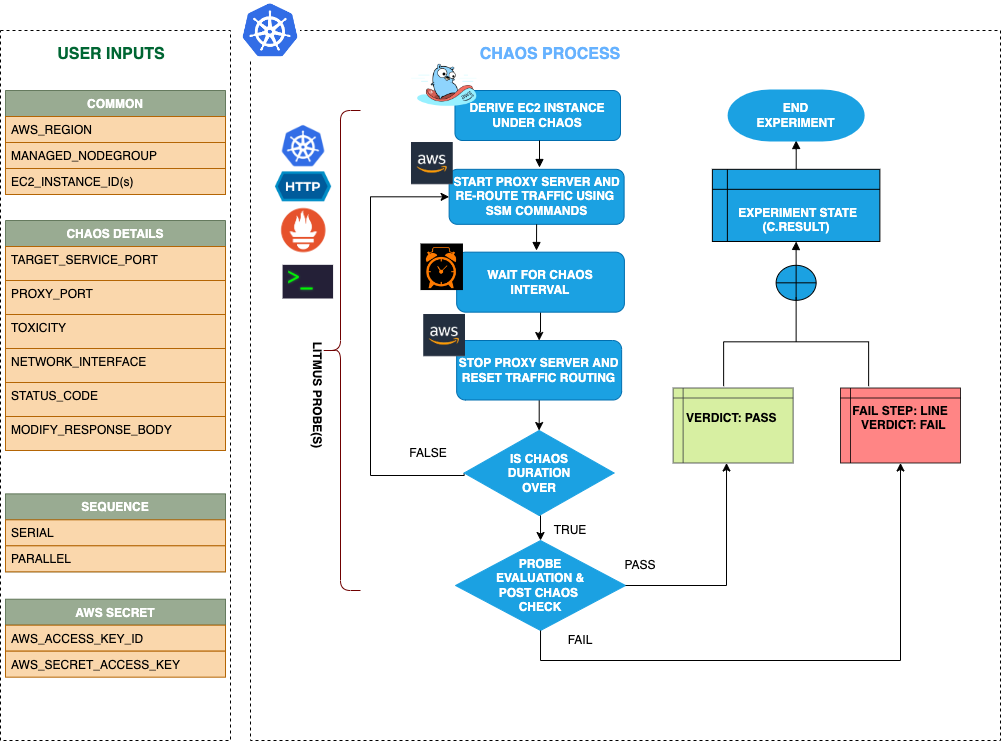 USER INPUTS
COMMON
AWS_REGION
MANAGED_NODEGROUP
EC2_INSTANCE_ID(s)
CHAOS DETAILS
TARGET_SERVICE_PORT
PROXY_PORT
TOXICITY
NETWORK_INTERFACE
STATUS_CODE
MODIFY_RESPONSE_BODY
SEQUENCE
SERIAL
PARALLEL
AWS SECRET
AWS_ACCESS_KEY_ID
AWS_SECRET_ACCESS_KEY
CHAOS PROCESS
HTTP
>_
LITMUS PROBE(S)
DERIVE EC2 INSTANCE
UNDER CHAOS
aws
START PROXY SERVER AND
RE-ROUTE TRAFFIC USING
SSM COMMANDS
WAIT FOR CHAOS
INTERVAL
aws
STOP PROXY SERVER AND
RESET TRAFFIC ROUTING
IS CHAOS
DURATION
OVER
FALSE
TRUE
PROBE
EVALUATION &
POST CHAOS
CHECK
PASS
FAIL
VERDICT: PASS
FAIL STEP: LINE
VERDICT: FAIL
EXPERIMENT STATE
(C.RESULT)
END
EXPERIMENT